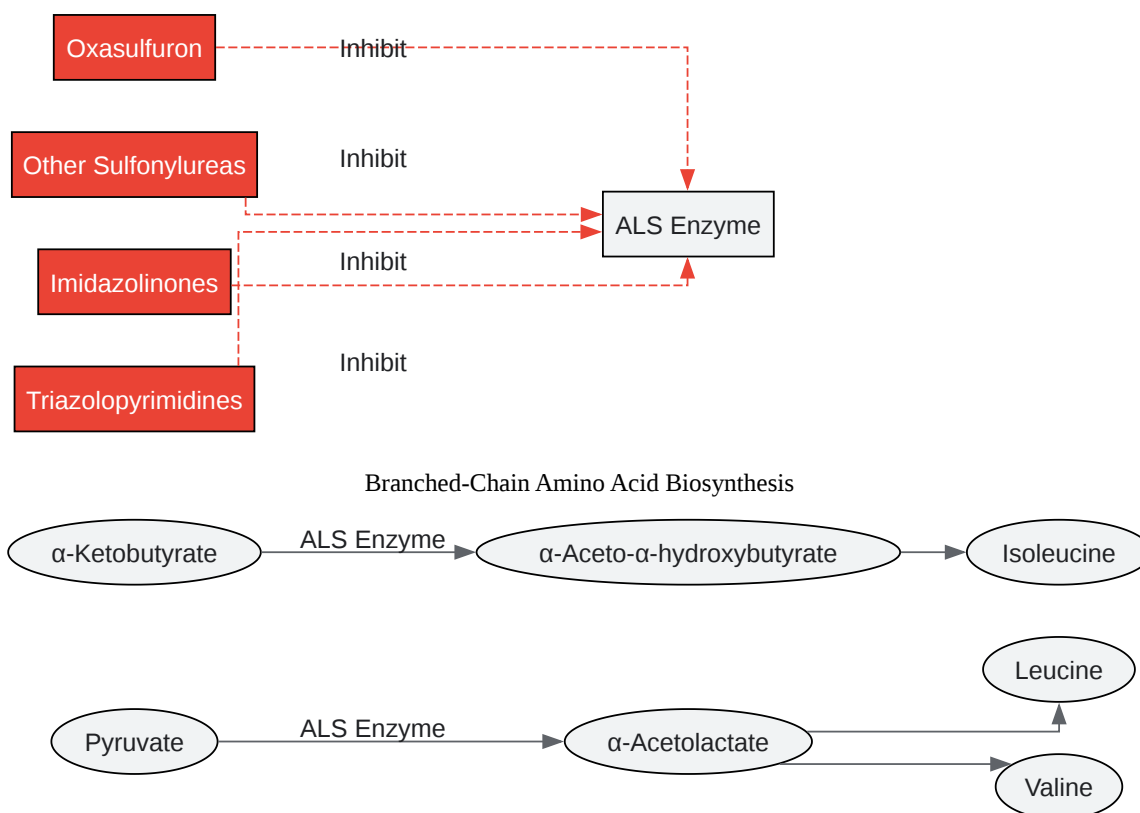 Oxasulfuron
Inhibit
Other Sulfonylureas
Inhibit
ALS Enzyme
Imidazolinones
Inhibit
Triazolopyrimidines
Inhibit
Branched-Chain Amino Acid Biosynthesis
α-Ketobutyrate
ALS Enzyme
α-Aceto-α-hydroxybutyrate
Isoleucine
Leucine
Pyruvate
ALS Enzyme
α-Acetolactate
Valine